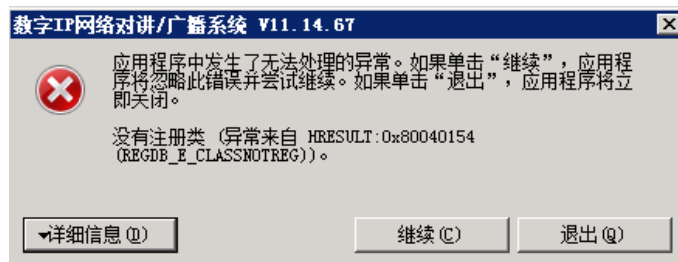 数字IP网络对讲/广播系统 V11.14.67
应用程序中发生了无法处理的异常。如果单击“继续”，应用程
序将忽略此错误并尝试继续。如果单击“退出”，应用程序将立
即关闭。
没有注册类 (异常来自 HRESULT:0x80040154
(REGDB_E_CLASSNOTREG))。
详细信息(D)
继续(C)
退出(Q)